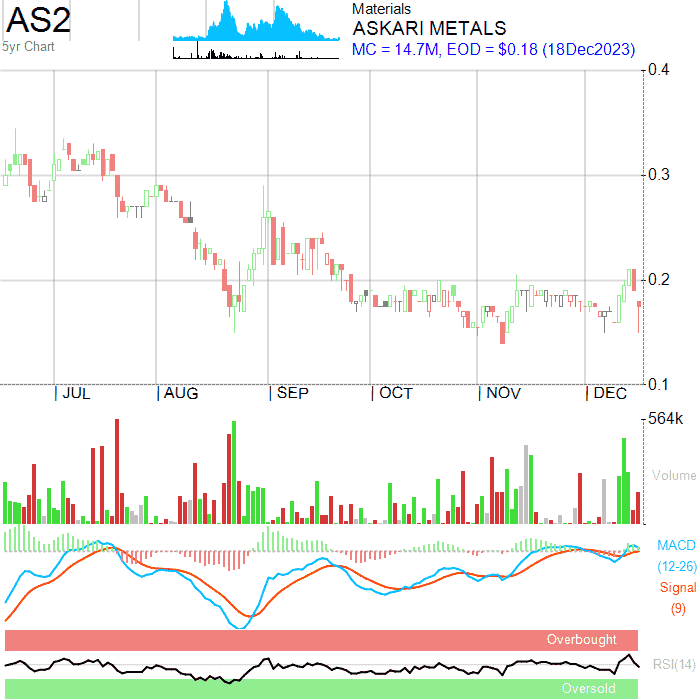 AS2
5yr Chart
Materials
ASKARI METALS
MC = 14.7M, EOD = $0.18 (18Dec2023)
0.4
0.3
0.2
0.1
JUL
AUG
SEP
OCT
NOV
DEC
564k
Volume
MACD
(12-26)
Signal
(9)
Overbought
RSI(14)
Oversold